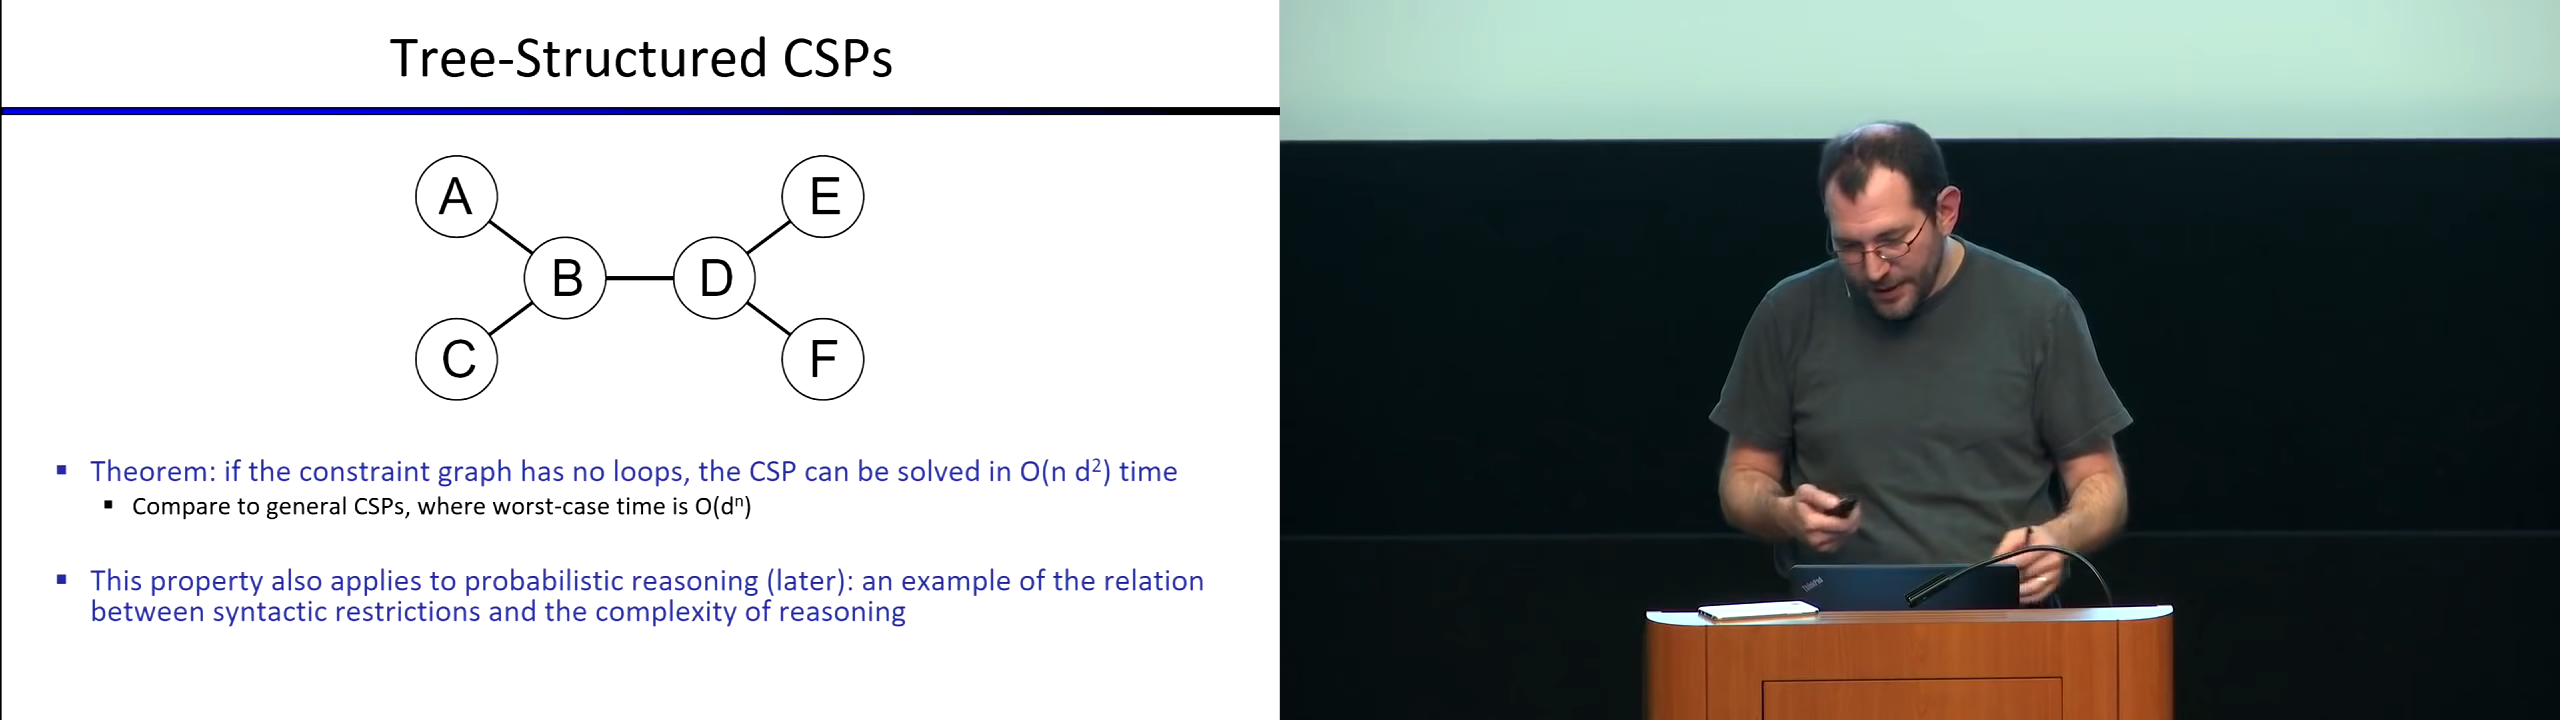 Tree-Structured CSPs
A
E
B
D
C
F
▪ Theorem: if the constraint graph has no loops, the CSP can be solved in O(n d²) time
▪ Compare to general CSPs, where worst-case time is O(dⁿ)
▪ This property also applies to probabilistic reasoning (later): an example of the relation
between syntactic restrictions and the complexity of reasoning
ThinkPad